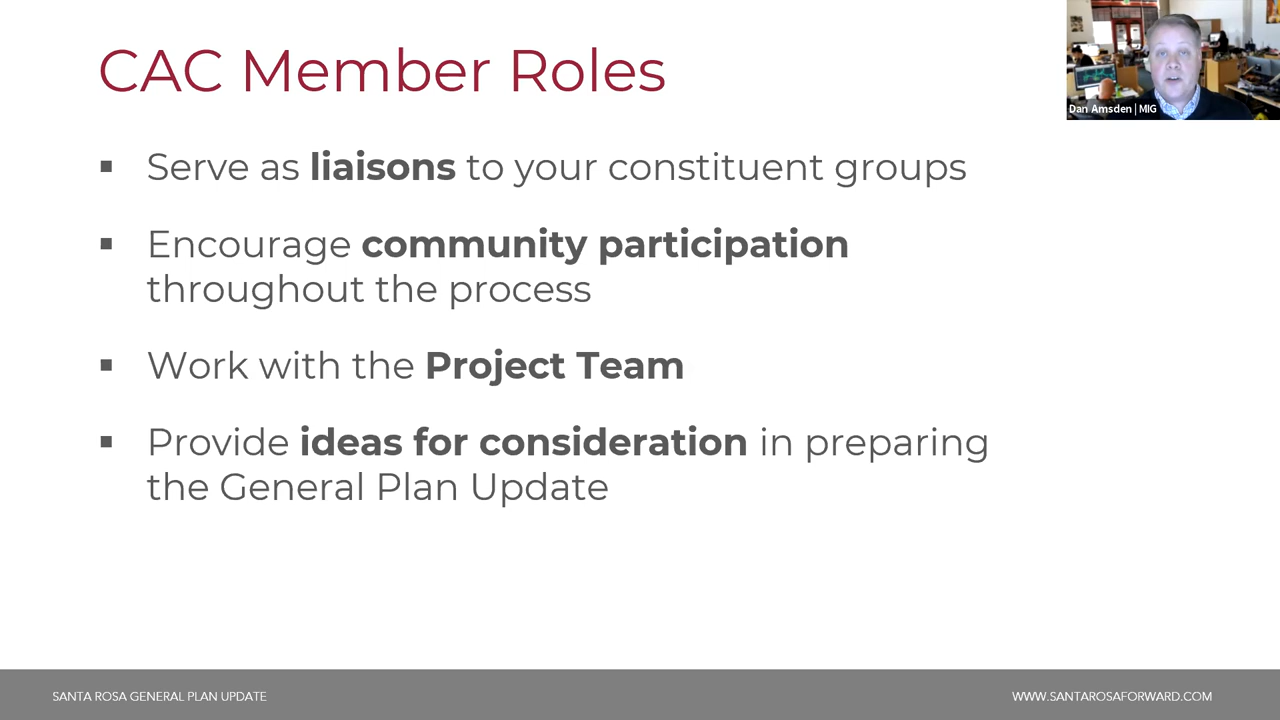 CAC Member Roles
Dan Amsden | MIG
▪ Serve as liaisons to your constituent groups
▪ Encourage community participation
throughout the process
▪ Work with the Project Team
▪ Provide ideas for consideration in preparing
the General Plan Update
SANTA ROSA GENERAL PLAN UPDATE
WWW.SANTAROSAFORWARD.COM